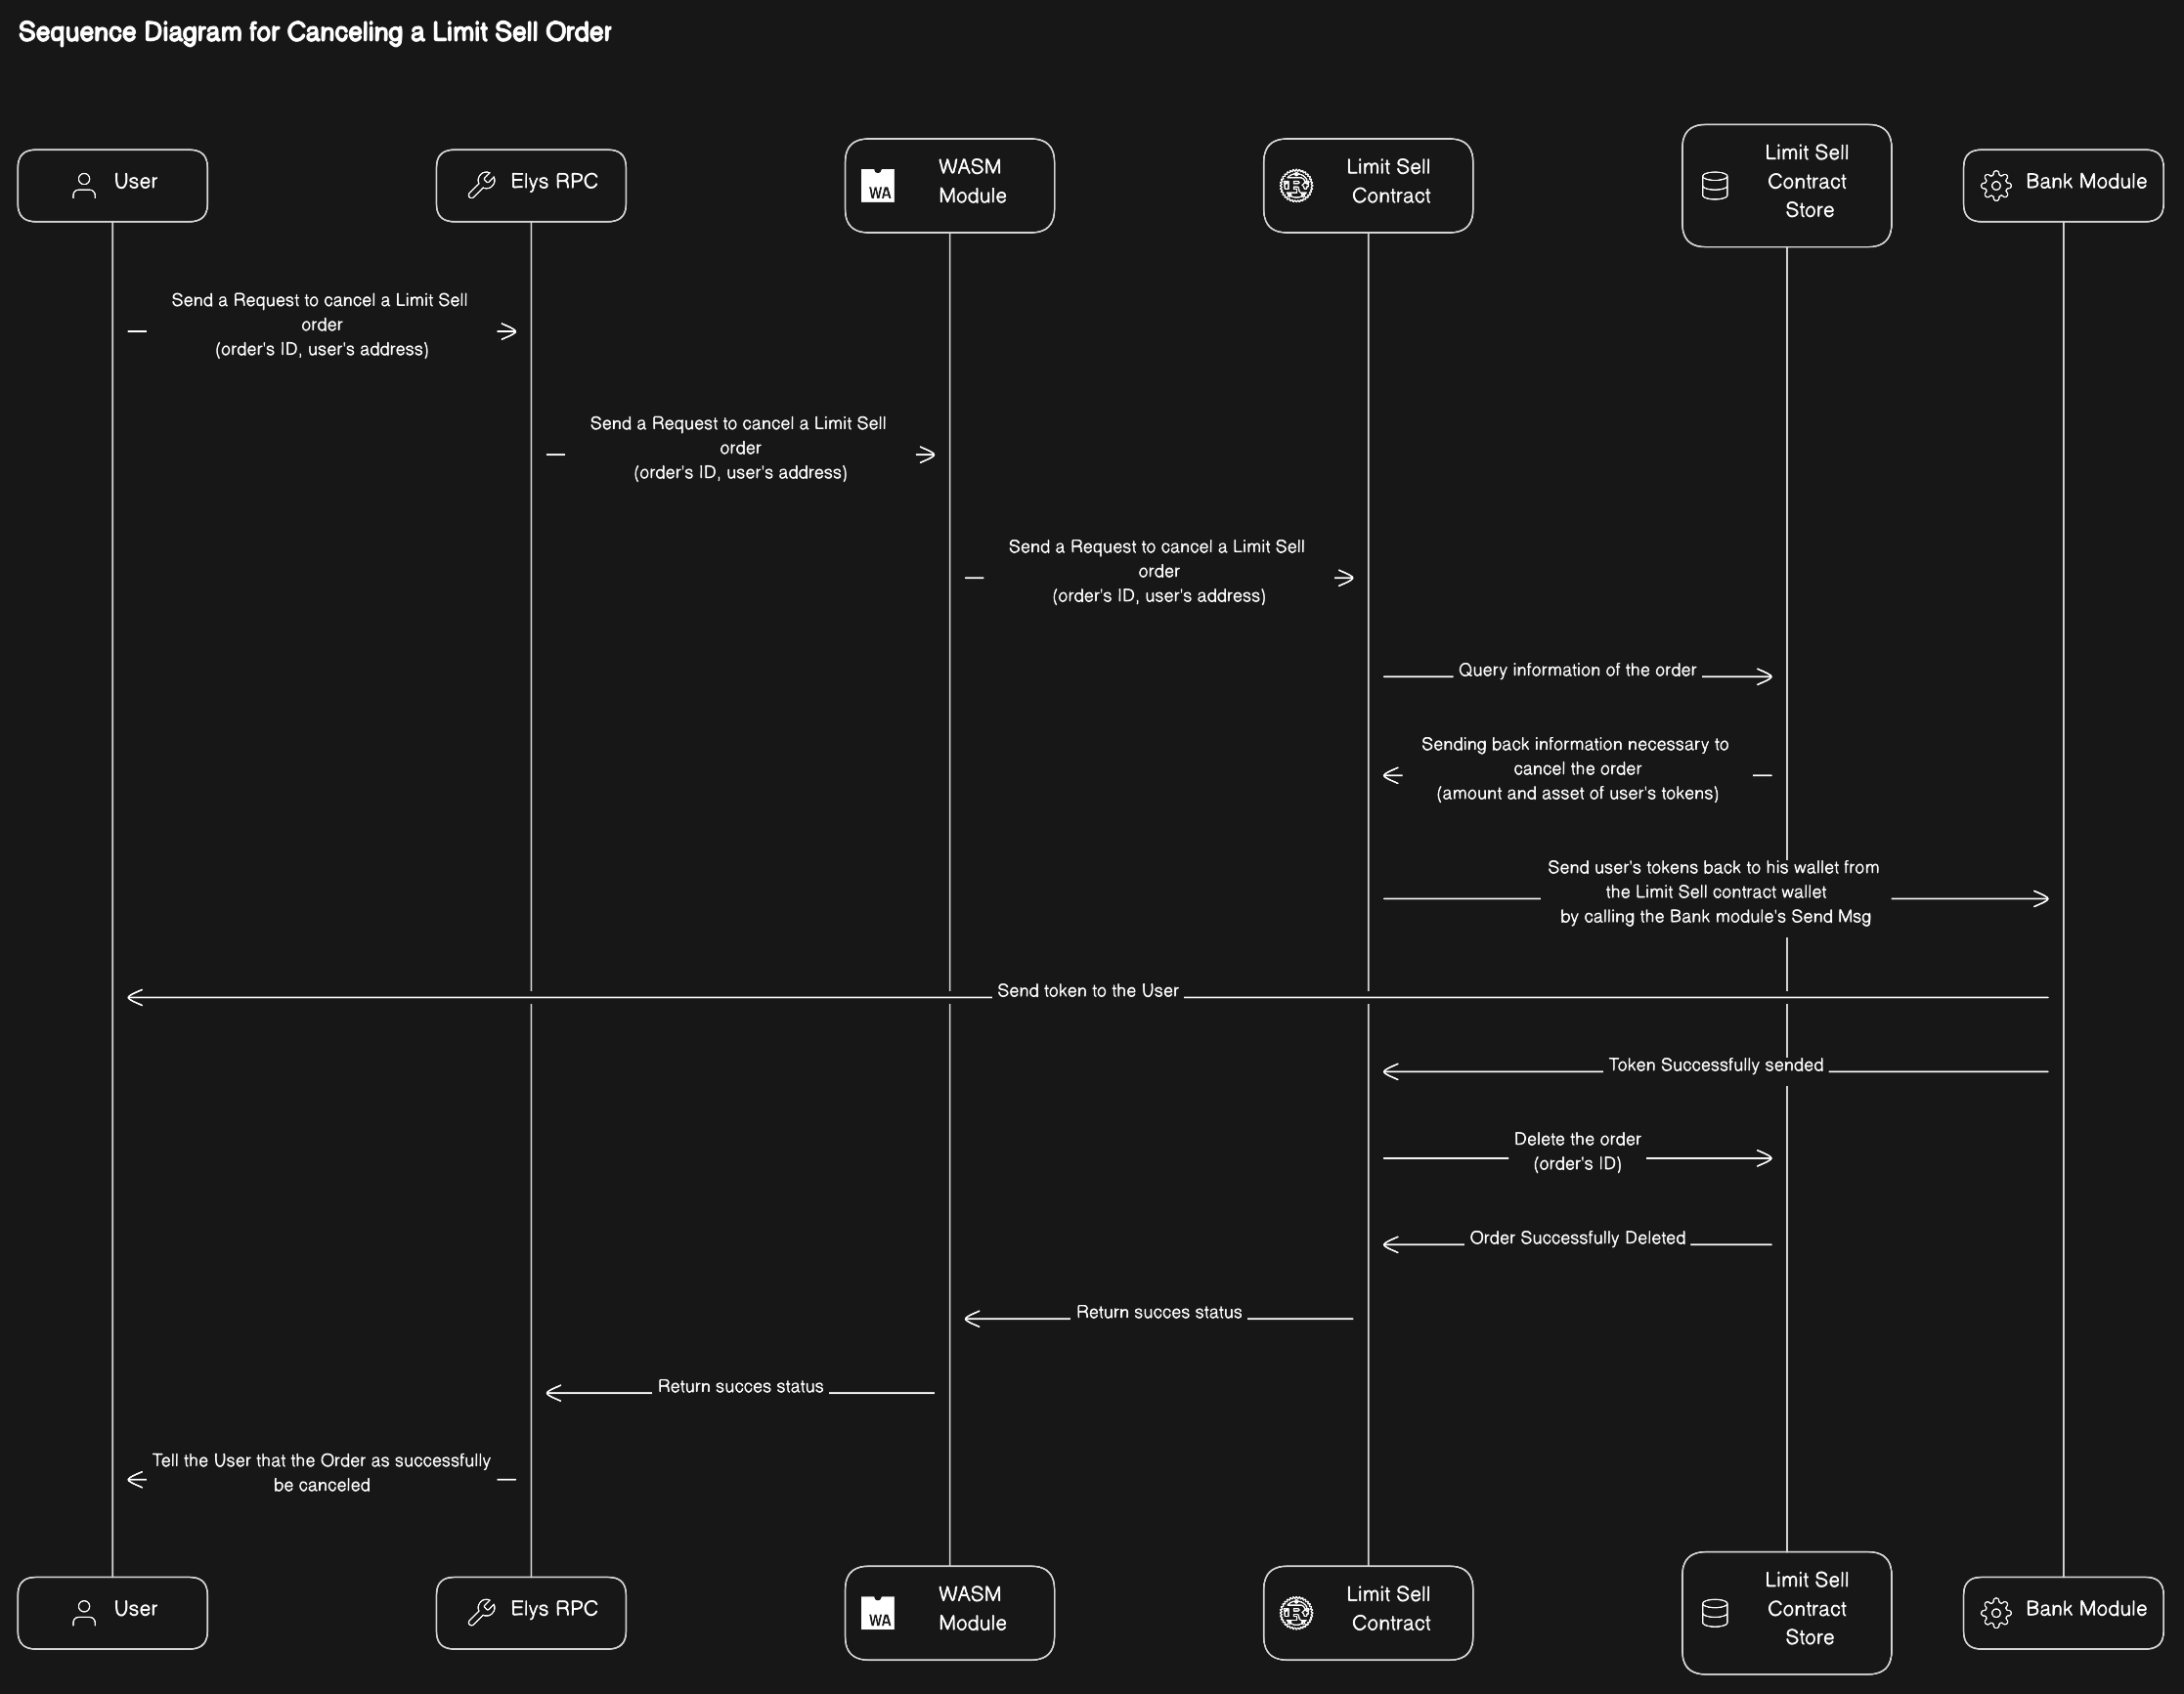 Sequence Diagram for Canceling a Limit Sell Order
User
Elys RPC
WA
WASM
Module
Limit Sell
Contract
Limit Sell
Contract
Store
Bank Module
Send a Request to cancel a Limit Sell
order
(order's ID, user's address)
Send a Request to cancel a Limit Sell
order
(order's ID, user's address)
Send a Request to cancel a Limit Sell
order
(order's ID, user's address)
Query information of the order
Sending back information necessary to
cancel the order
(amount and asset of user's tokens)
Send user's tokens back to his wallet from
the Limit Sell contract wallet
by calling the Bank module's Send Msg
Send token to the User
Token Successfully sended
Delete the order
(order's ID)
Order Successfully Deleted
Return succes status
Return succes status
Tell the User that the Order as successfully
be canceled
User
Elys RPC
WA
WASM
Module
Limit Sell
Contract
Limit Sell
Contract
Store
Bank Module